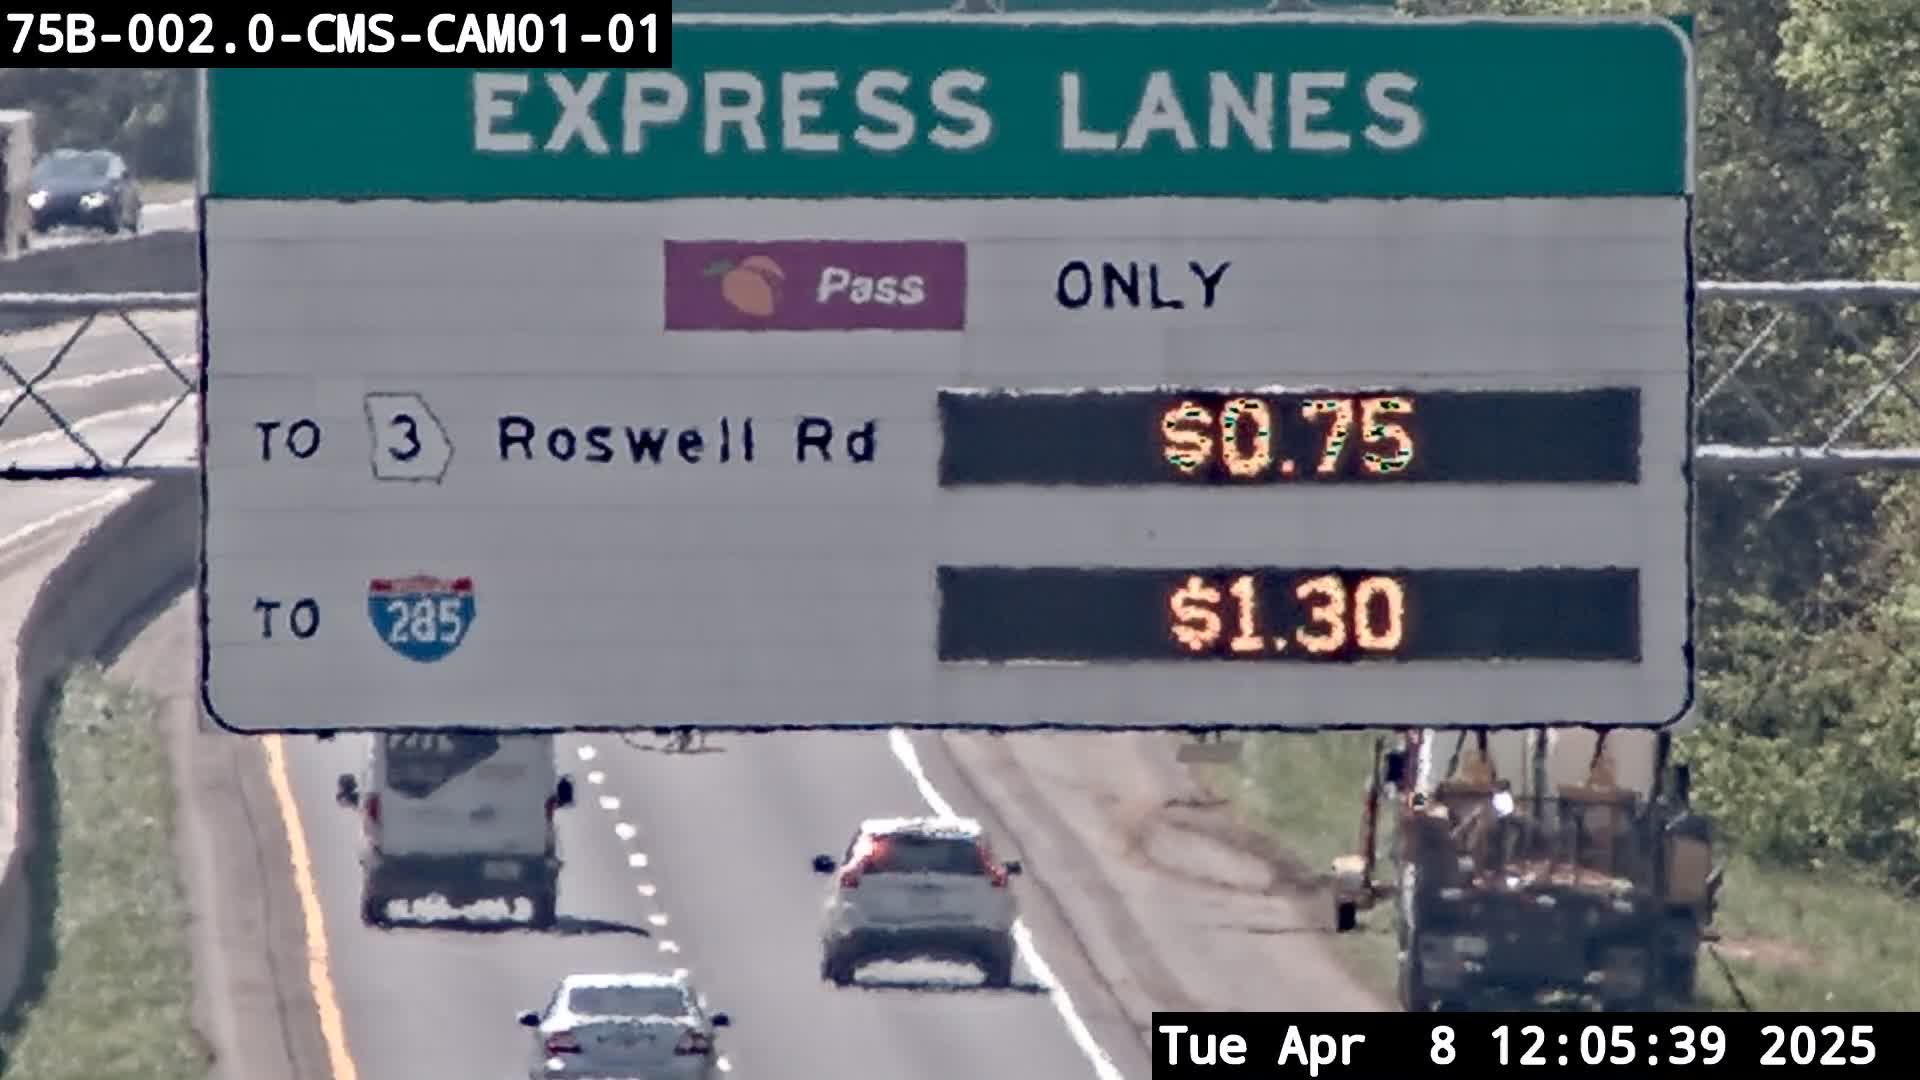 75B-002.0-CMS-CAM01-01
EXPRESS LANES
Pass ONLY
TO 3 Roswell Rd $0.75
TO 285 $1.30
Tue Apr 8 12:05:39 2025